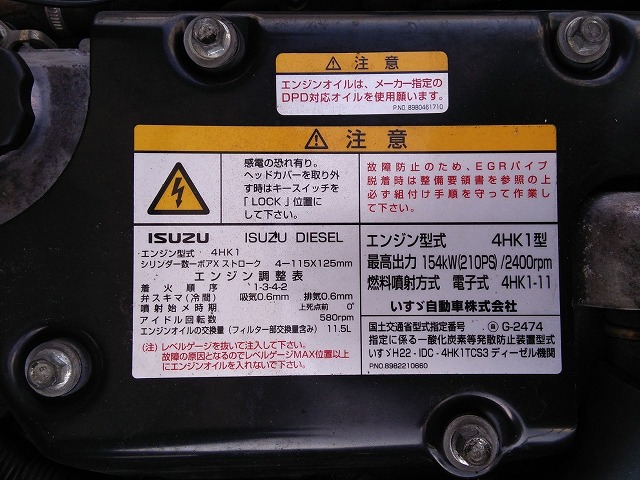 ⚠ 注意
エンジンオイルは、メーカー指定の
DPD対応オイルを使用願います。
P.NO. 8980461710
⚠ 注意
感電の恐れ有り。
ヘッドカバーを取り外
す時はキースイッチを
「LOCK」位置に
して下さい。
故障防止のため、EGRパイプ
脱着時は整備要領書を参照の上
必ず組付け手順を守って作業し
て下さい。
ISUZU ISUZU DIESEL
エンジン型式 4HK1
シリンダー数ーボアX ストローク 4ー115X125mm
エンジン調整表
着火順序 1-3-4-2
弁スキマ(冷間) 吸気0.6mm 排気0.6mm
噴射始メ時期 上死点前 0°
アイドル回転数 580rpm
エンジンオイルの交換量(フィルター部交換量含み) 11.5L
(注)レベルゲージを抜いて注入して下さい。
故障の原因となるのでレベルゲージMAX位置以上
にエンジンオイルを入れないで下さい。
エンジン型式 4HK1型
最高出力 154kW(210PS)/2400rpm
燃料噴射方式 電子式 4HK1-11
いすゞ自動車株式会社
国土交通省型式指定番号 G-2474
指定に係る一酸化炭素等発散防止装置型式
いすゞH22-IDC-4HK1TCS3 ディーゼル機関
P.NO.8982210660